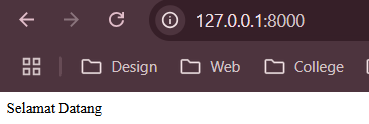 127.0.0.1:8000
Design Web College
Selamat Datang